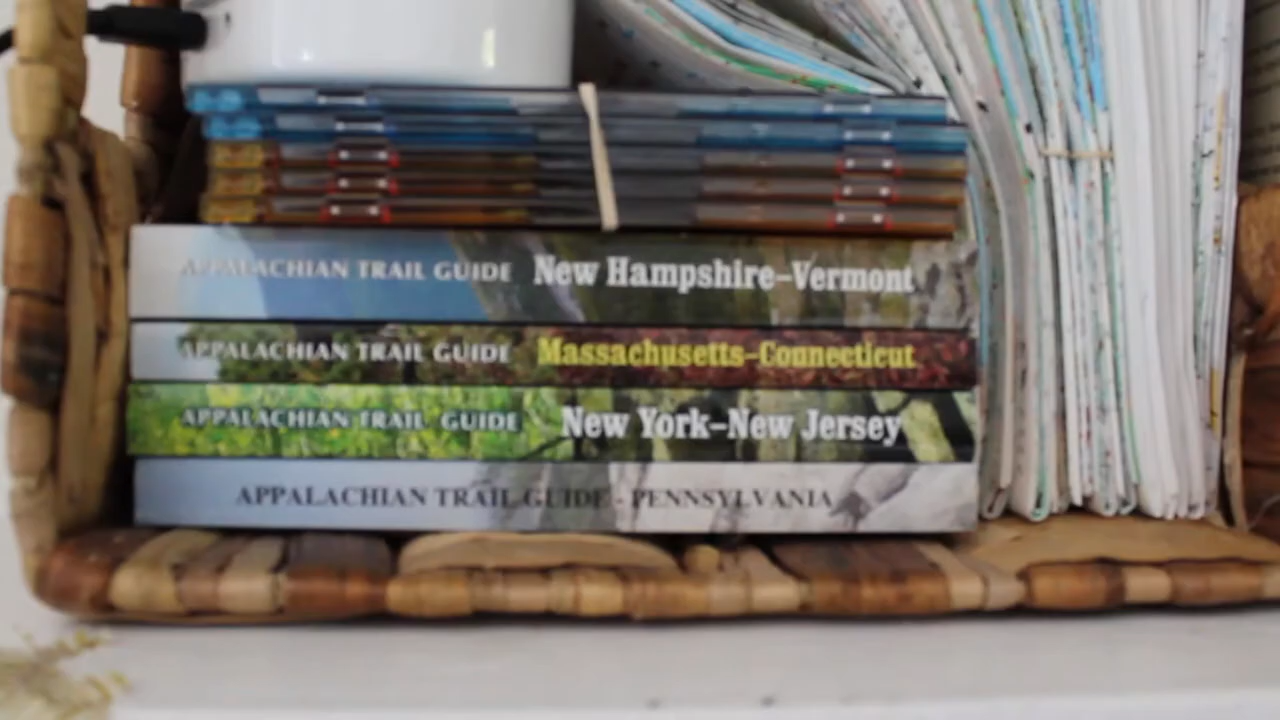 APPALACHIAN TRAIL GUIDE New Hampshire–Vermont
APPALACHIAN TRAIL GUIDE Massachusetts–Connecticut
APPALACHIAN TRAIL GUIDE New York–New Jersey
APPALACHIAN TRAIL GUIDE - PENNSYLVANIA